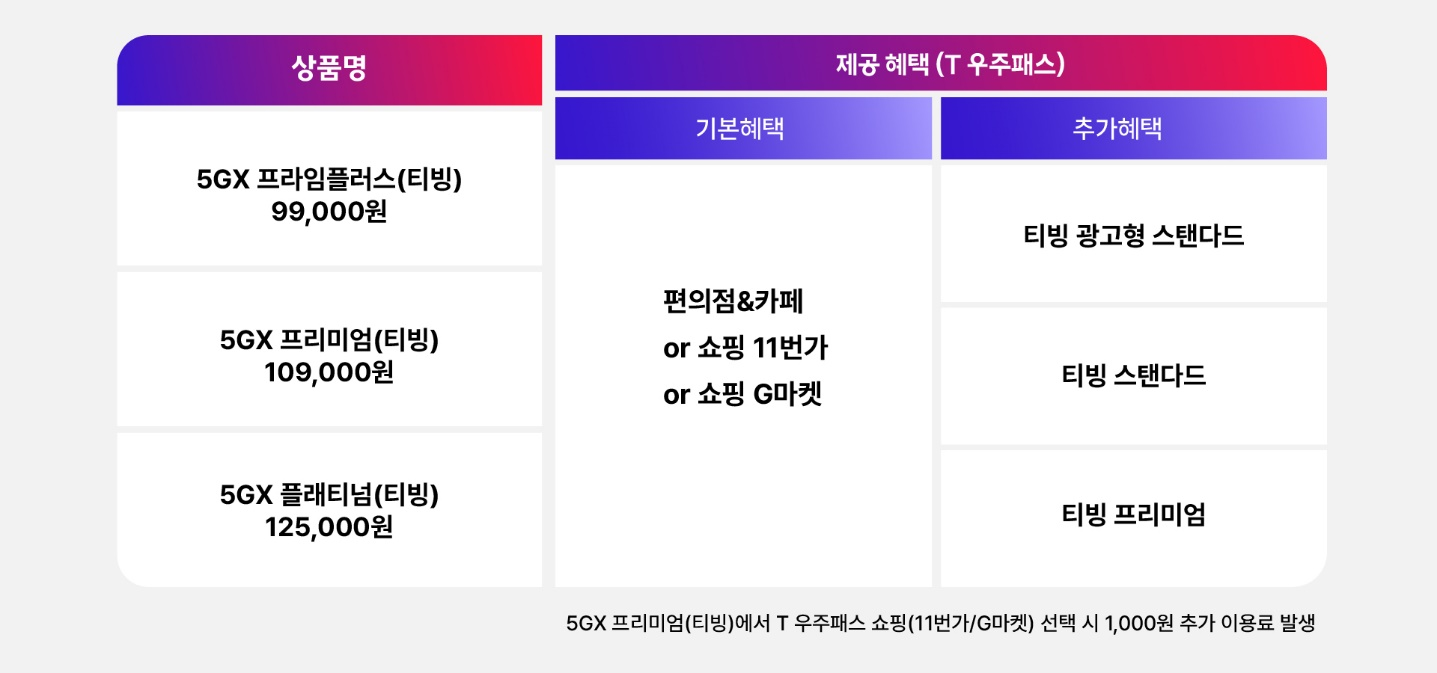 상품명
제공 혜택 (T 우주패스)
기본혜택
추가혜택
5GX 프라임플러스(티빙)
99,000원
5GX 프리미엄(티빙)
109,000원
5GX 플래티넘(티빙)
125,000원
편의점&카페
or 쇼핑 11번가
or 쇼핑 G마켓
티빙 광고형 스탠다드
티빙 스탠다드
티빙 프리미엄
5GX 프리미엄(티빙)에서 T 우주패스 쇼핑(11번가/G마켓) 선택 시 1,000원 추가 이용료 발생